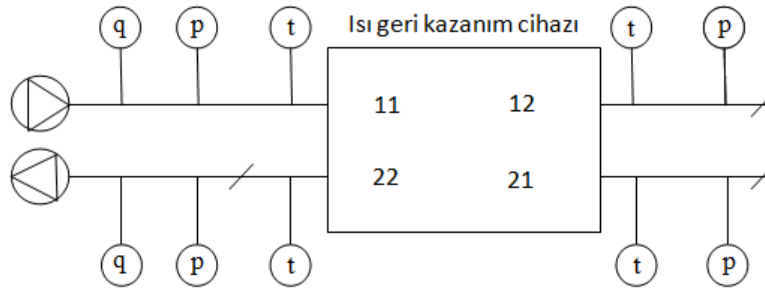 Isı geri kazanım cihazı
q p t t p
11 12
22 21
q p t t p